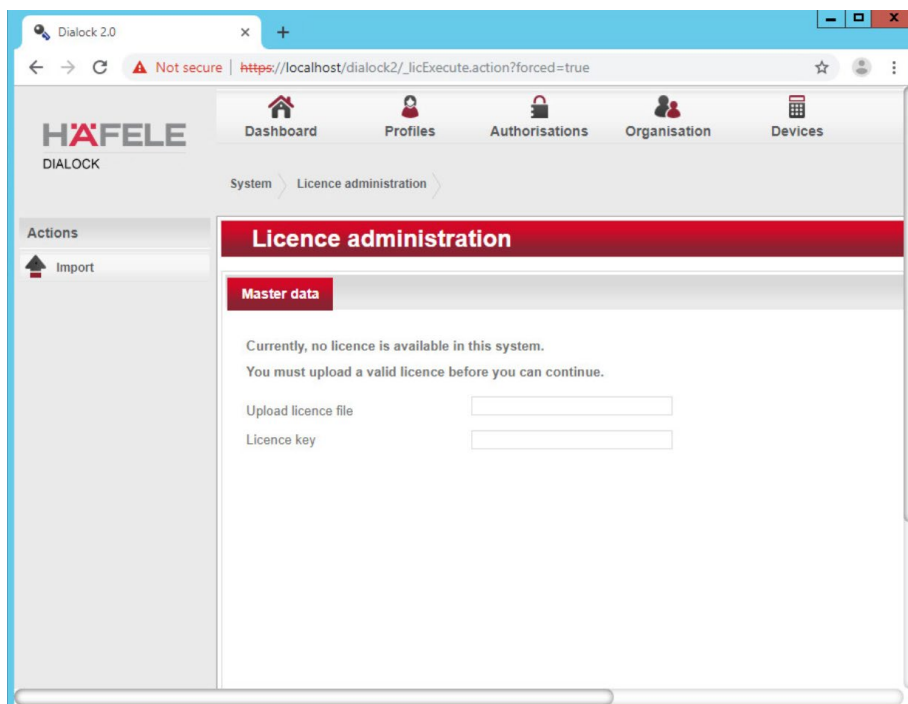 Dialock 2.0
Not secure | https://localhost/dialock2/_licExecute.action?forced=true
HÄFELE
DIALOCK
Dashboard Profiles Authorisations Organisation Devices
System Licence administration
Actions
Import
Licence administration
Master data
Currently, no licence is available in this system.
You must upload a valid licence before you can continue.
Upload licence file
Licence key